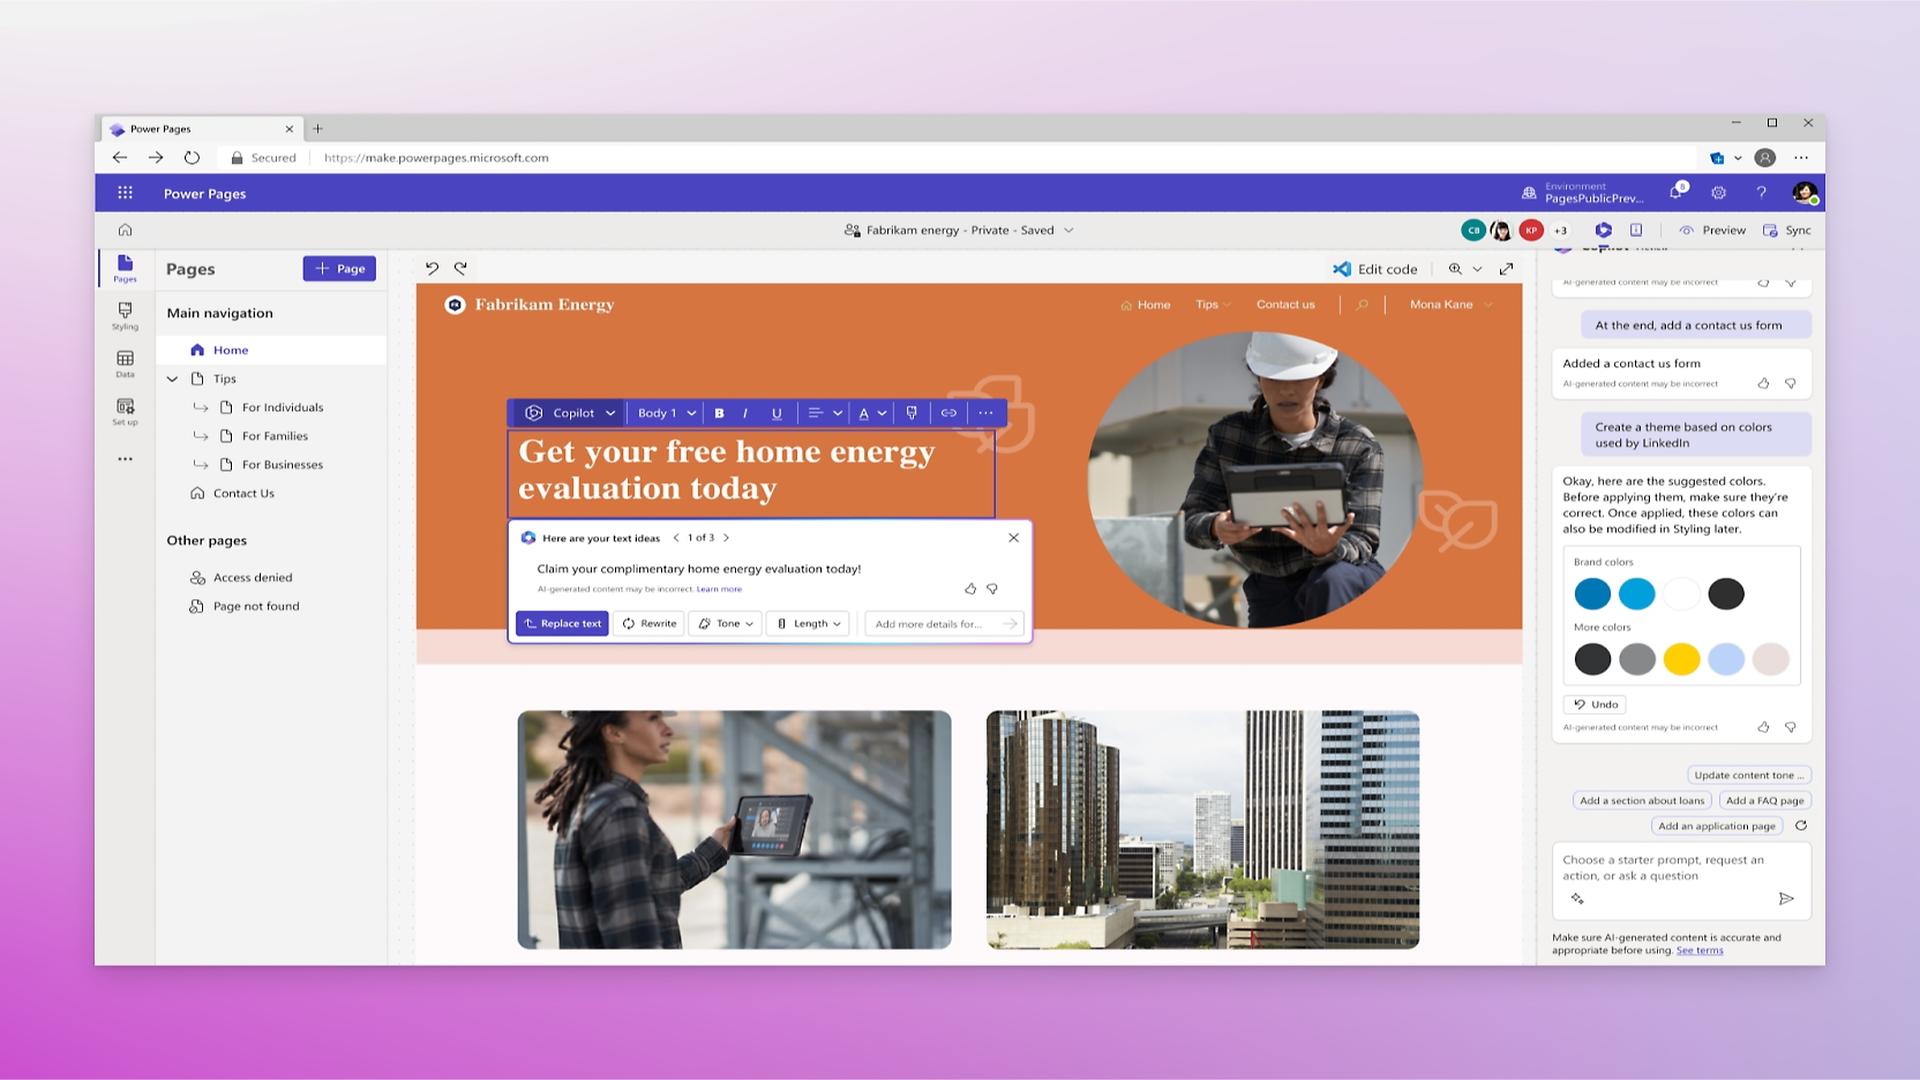 Power Pages
Secured
https://make.powerpages.microsoft.com
Power Pages
Environment
PagesPublicPrev...
8
Fabrikam energy - Private - Saved
CB
KP
+3
Preview
Sync
Pages
Styling
Data
Set up
Pages
Page
Main navigation
Home
Tips
For Individuals
For Families
For Businesses
Contact Us
Other pages
Access denied
Page not found
Edit code
Fabrikam Energy
Home
Tips
Contact us
Mona Kane
Copilot
Body 1
B
I
U
A
Get your free home energy
evaluation today
Here are your text ideas
1 of 3
Claim your complimentary home energy evaluation today!
AI-generated content may be incorrect. Learn more
Replace text
Rewrite
Tone
Length
Add more details for...
AI-generated content may be incorrect
At the end, add a contact us form
Added a contact us form
AI-generated content may be incorrect
Create a theme based on colors
used by LinkedIn
Okay, here are the suggested colors.
Before applying them, make sure they're
correct. Once applied, these colors can
also be modified in Styling later.
Brand colors
More colors
Undo
AI-generated content may be incorrect
Update content tone ...
Add a section about loans
Add a FAQ page
Add an application page
Choose a starter prompt, request an
action, or ask a question
Make sure AI-generated content is accurate and
appropriate before using. See terms